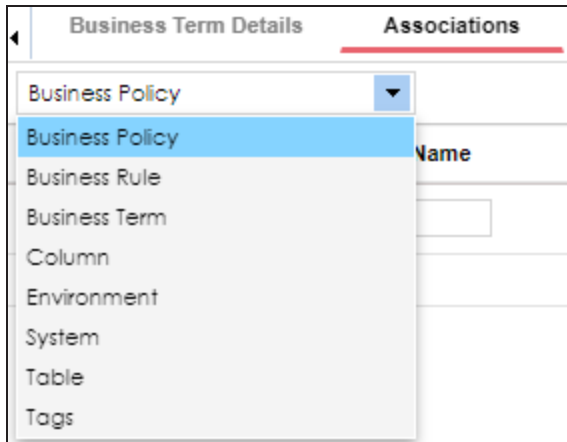 Business Term Details Associations
Business Policy
Business Policy
Name
Business Rule
Business Term
Column
Environment
System
Table
Tags